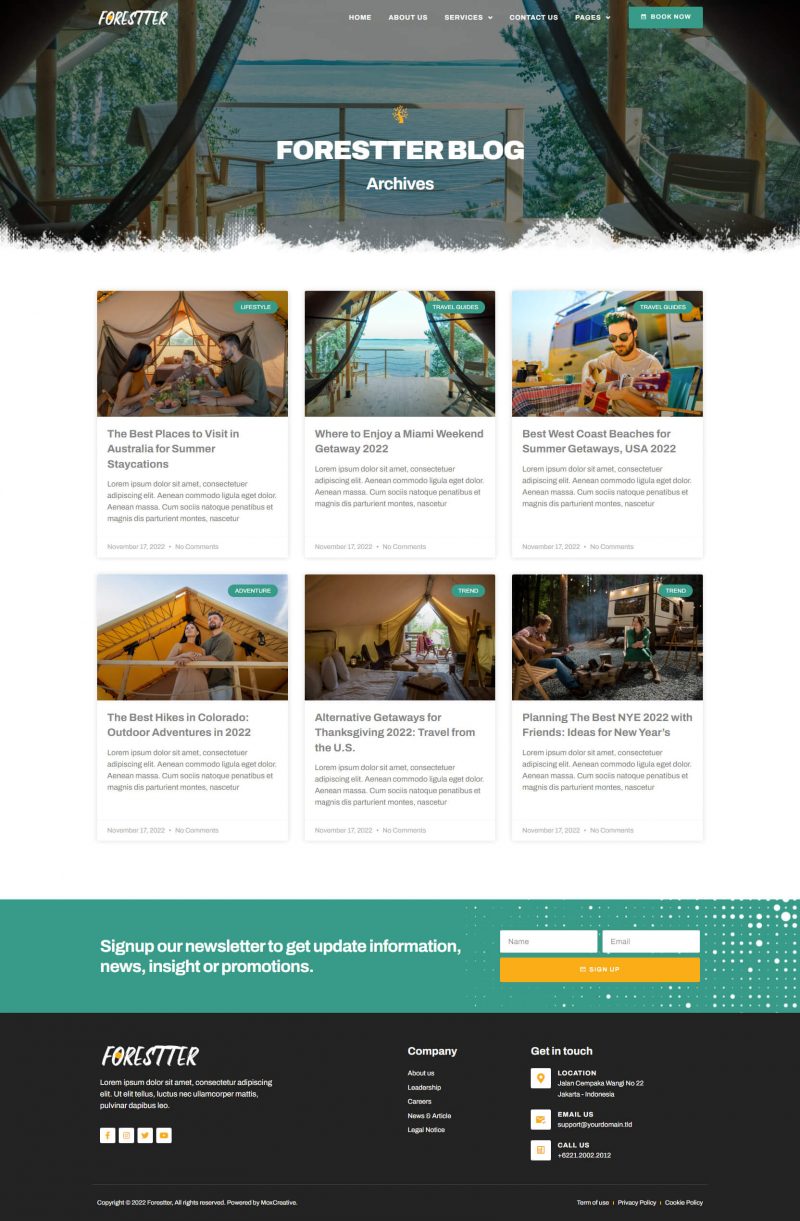 FORESTTER
HOME ABOUT US SERVICES CONTACT US PAGES BOOK NOW
FORESTTER BLOG
Archives
LIFESTYLE
The Best Places to Visit in
Australia for Summer
Staycations
Lorem ipsum dolor sit amet, consectetuer
adipiscing elit. Aenean commodo ligula eget dolor.
Aenean massa. Cum sociis natoque penatibus et
magnis dis parturient montes, nascetur
November 17, 2022 • No Comments
TRAVEL GUIDES
Where to Enjoy a Miami Weekend
Getaway 2022
Lorem ipsum dolor sit amet, consectetuer
adipiscing elit. Aenean commodo ligula eget dolor.
Aenean massa. Cum sociis natoque penatibus et
magnis dis parturient montes, nascetur
November 17, 2022 • No Comments
TRAVEL GUIDES
Best West Coast Beaches for
Summer Getaways, USA 2022
Lorem ipsum dolor sit amet, consectetuer
adipiscing elit. Aenean commodo ligula eget dolor.
Aenean massa. Cum sociis natoque penatibus et
magnis dis parturient montes, nascetur
November 17, 2022 • No Comments
ADVENTURE
The Best Hikes in Colorado:
Outdoor Adventures in 2022
Lorem ipsum dolor sit amet, consectetuer
adipiscing elit. Aenean commodo ligula eget dolor.
Aenean massa. Cum sociis natoque penatibus et
magnis dis parturient montes, nascetur
November 17, 2022 • No Comments
TREND
Alternative Getaways for
Thanksgiving 2022: Travel from
the U.S.
Lorem ipsum dolor sit amet, consectetuer
adipiscing elit. Aenean commodo ligula eget dolor.
Aenean massa. Cum sociis natoque penatibus et
magnis dis parturient montes, nascetur
November 17, 2022 • No Comments
TREND
Planning The Best NYE 2022 with
Friends: Ideas for New Year's
Lorem ipsum dolor sit amet, consectetuer
adipiscing elit. Aenean commodo ligula eget dolor.
Aenean massa. Cum sociis natoque penatibus et
magnis dis parturient montes, nascetur
November 17, 2022 • No Comments
Signup our newsletter to get update information,
news, insight or promotions.
Name Email
SIGN UP
FORESTTER
Lorem ipsum dolor sit amet, consectetur adipiscing
elit. Ut elit tellus, luctus nec ullamcorper mattis,
pulvinar dapibus leo.
Company
About us
Leadership
Careers
News & Article
Legal Notice
Get in touch
LOCATION
Jalan Cempaka Wangi No 22
Jakarta - Indonesia
EMAIL US
support@yourdomain.tld
CALL US
+6221.2002.2012
Copyright © 2022 Forestter, All rights reserved. Powered by MoxCreative.
Term of use Privacy Policy Cookie Policy